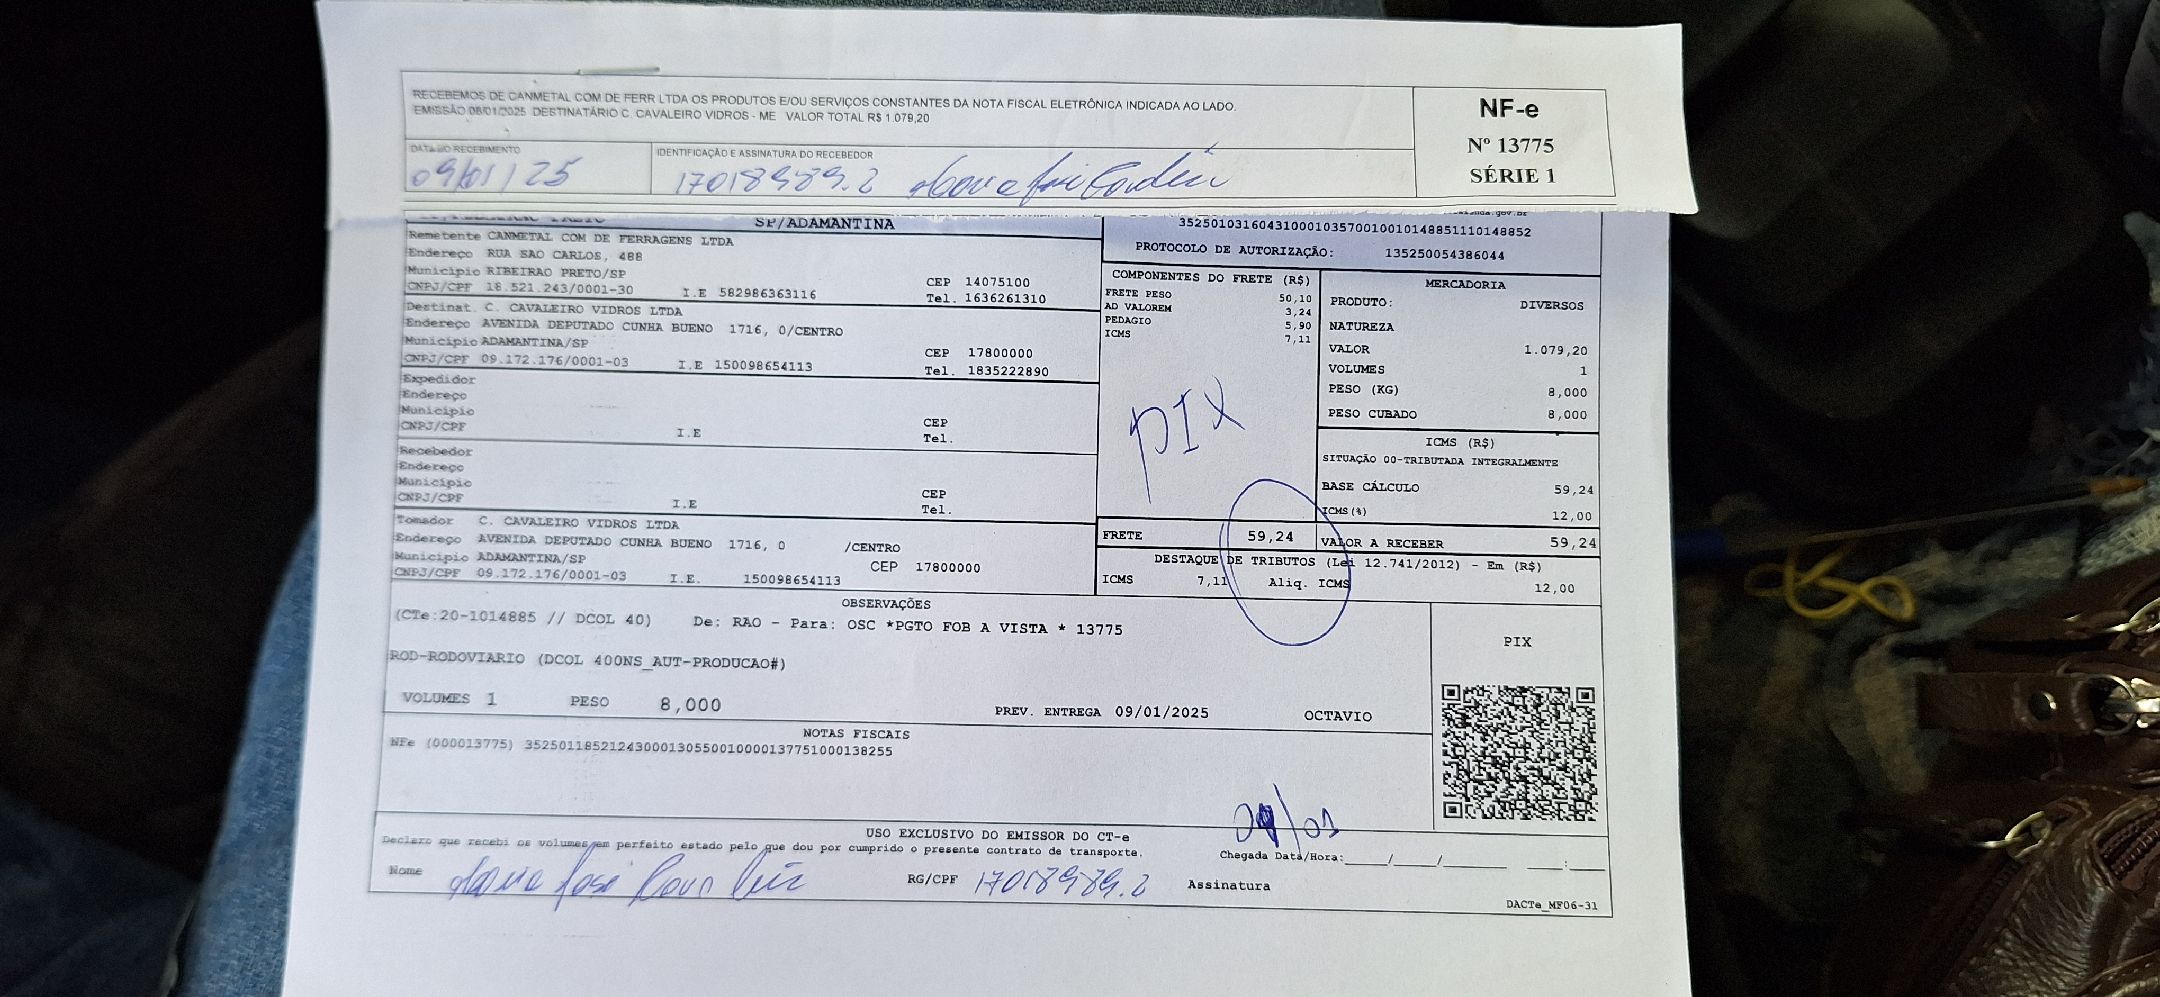 RECEBEMOS DE CANMETAL COM DE FERR LTDA OS PRODUTOS E/OU SERVIÇOS CONSTANTES DA NOTA FISCAL ELETRÔNICA INDICADA AO LADO.
EMISSÃO 08/01/2025 DESTINATÁRIO C. CAVALEIRO VIDROS - ME VALOR TOTAL R$ 1.079,20
NF-e
Nº 13775
SÉRIE 1
DATA DO RECEBIMENTO
09/01/25
IDENTIFICAÇÃO E ASSINATURA DO RECEBEDOR
17018989.2
SP/ADAMANTINA
Remetente CANMETAL COM DE FERRAGENS LTDA
Endereço RUA SAO CARLOS, 488
Município RIBEIRAO PRETO/SP CEP 14075100
CNPJ/CPF 18.521.243/0001-30 I.E 582986363116 Tel. 1636261310
Destinat. C. CAVALEIRO VIDROS LTDA
Endereço AVENIDA DEPUTADO CUNHA BUENO 1716, 0/CENTRO
Município ADAMANTINA/SP CEP 17800000
CNPJ/CPF 09.172.176/0001-03 I.E 150098654113 Tel. 1835222890
Expedidor
Endereço
Município CEP
CNPJ/CPF I.E Tel.
Recebedor
Endereço
Município CEP
CNPJ/CPF I.E Tel.
Tomador C. CAVALEIRO VIDROS LTDA
Endereço AVENIDA DEPUTADO CUNHA BUENO 1716, 0 /CENTRO
Município ADAMANTINA/SP CEP 17800000
CNPJ/CPF 09.172.176/0001-03 I.E. 150098654113
35250103160431000103570010010148851110148852
PROTOCOLO DE AUTORIZAÇÃO: 135250054386044
COMPONENTES DO FRETE (R$)
FRETE PESO 50,10
AD VALOREM 3,24
PEDAGIO 5,90
ICMS 7,11
PIX
MERCADORIA
PRODUTO: DIVERSOS
NATUREZA
VALOR 1.079,20
VOLUMES 1
PESO (KG) 8,000
PESO CUBADO 8,000
ICMS (R$)
SITUAÇÃO 00-TRIBUTADA INTEGRALMENTE
BASE CÁLCULO 59,24
ICMS(%) 12,00
FRETE 59,24 VALOR A RECEBER 59,24
DESTAQUE DE TRIBUTOS (Lei 12.741/2012) - Em (R$)
ICMS 7,11 Aliq. ICMS 12,00
OBSERVAÇÕES
(CTe:20-1014885 // DCOL 40) De: RAO - Para: OSC *PGTO FOB A VISTA * 13775
ROD-RODOVIARIO (DCOL 400NS_AUT-PRODUCAO#)
VOLUMES 1 PESO 8,000 PREV. ENTREGA 09/01/2025 OCTAVIO
PIX
NOTAS FISCAIS
NFe (000013775) 35250118521243000130550010000137751000138255
USO EXCLUSIVO DO EMISSOR DO CT-e
Declaro que recebi os volumes em perfeito estado pelo que dou por cumprido o presente contrato de transporte.
09/01
Chegada Data/Hora:_____/_____/_______ ___:____
Nome RG/CPF 17018989.2 Assinatura
DACTe_MF06-31